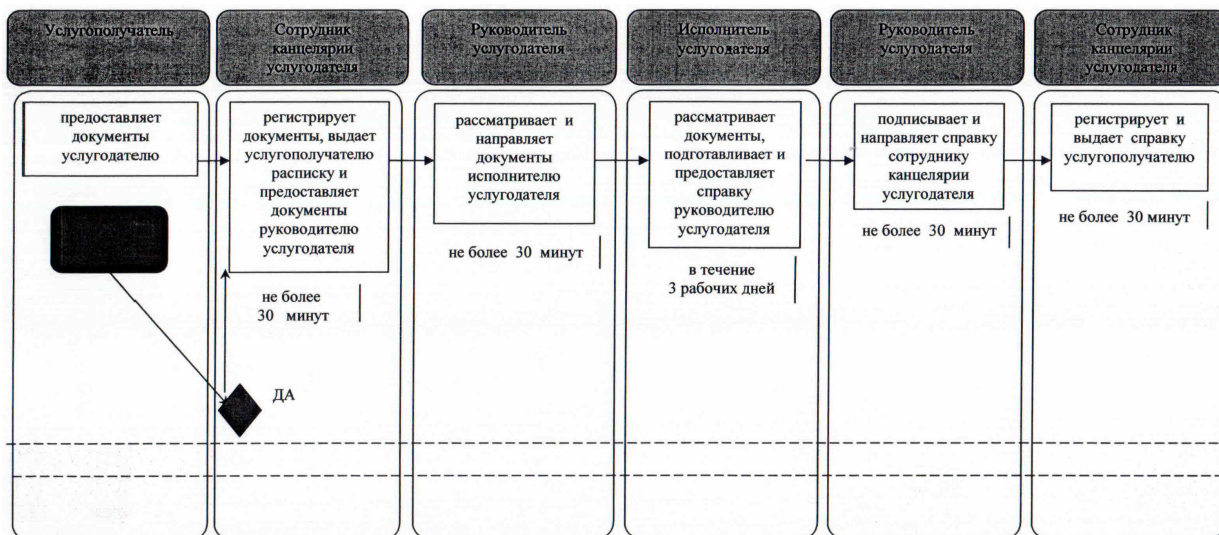 Услугополучатель
Сотрудник
канцелярии
услугодателя
Руководитель
услугодателя
Исполнитель
услугодателя
Руководитель
услугодателя
Сотрудник
канцелярии
услугодателя
предоставляет
документы
услугодателю
регистрирует
документы, выдает
услугополучателю
расписку и
предоставляет
документы
руководителю
услугодателя
не более
30 минут
ДА
рассматривает и
направляет
документы
исполнителю
услугодателя
не более 30 минут
рассматривает
документы,
подготавливает и
предоставляет
справку
руководителю
услугодателя
в течение
3 рабочих дней
подписывает и
направляет справку
сотруднику
канцелярии
услугодателя
не более 30 минут
регистрирует и
выдает справку
услугополучателю
не более 30 минут